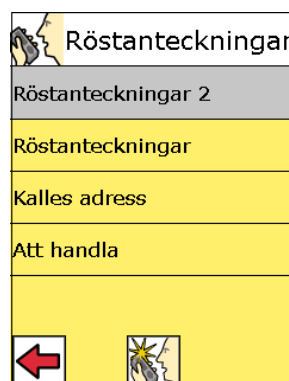 Röstanteckningar
Röstanteckningar 2
Röstanteckningar
Kalles adress
Att handla